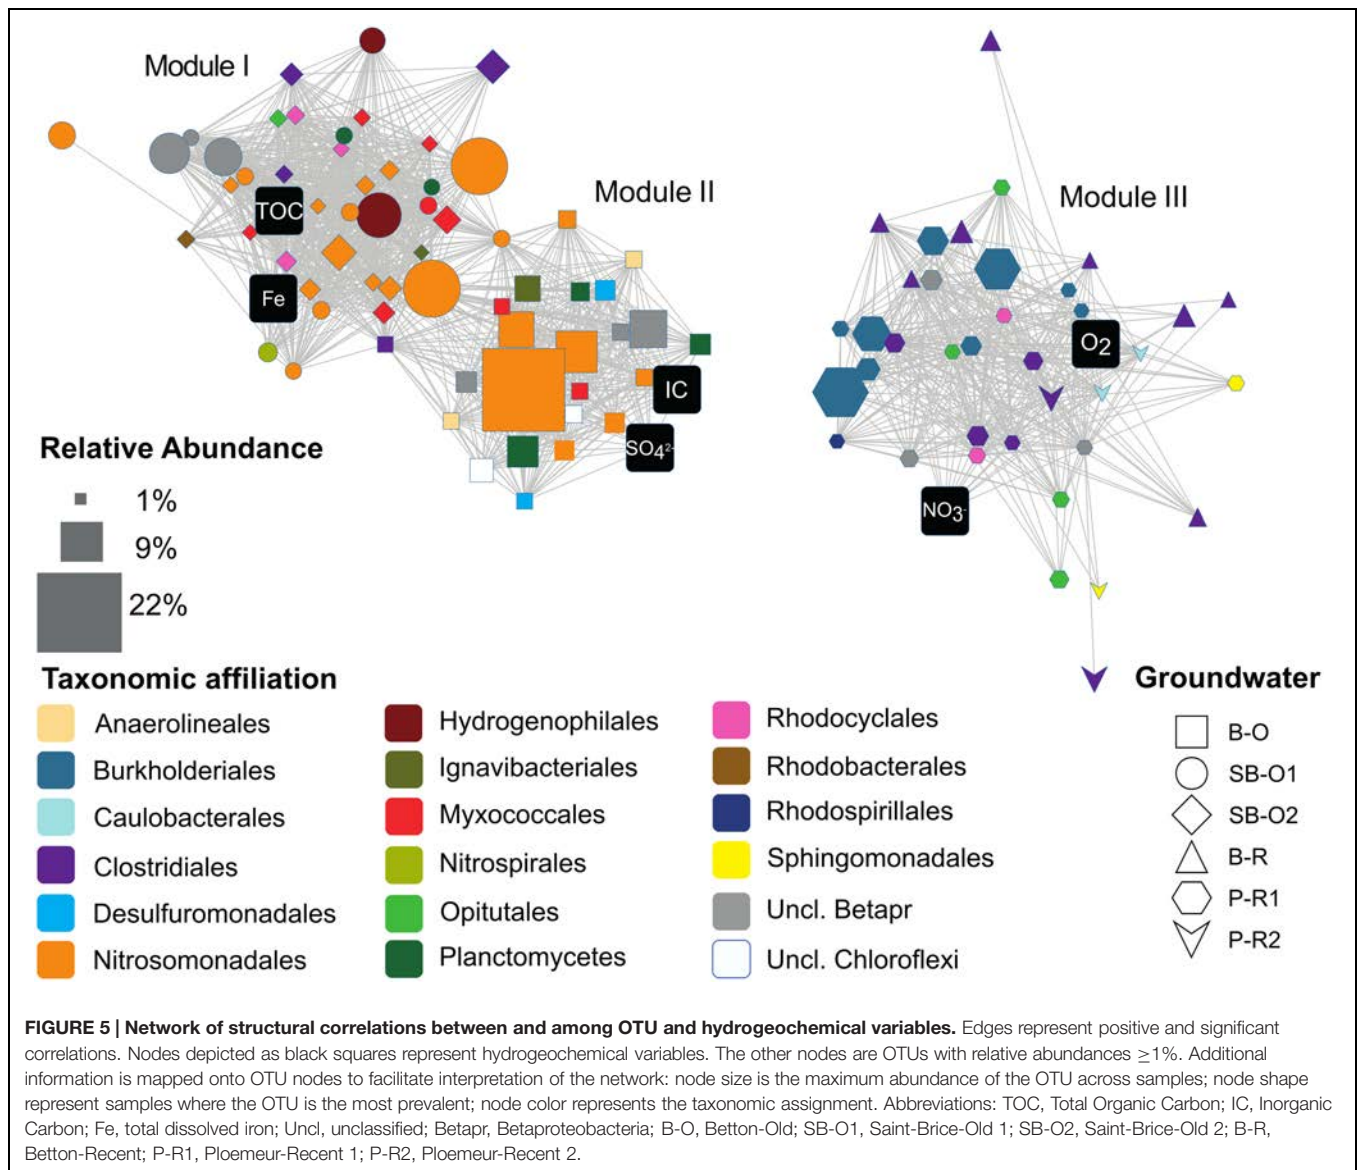 Module I
Module II
Module III
TOC
Fe
IC
SO₄²⁻
O₂
NO₃⁻
Relative Abundance
1%
9%
22%
Taxonomic affiliation
Anaerolineales
Burkholderiales
Caulobacterales
Clostridiales
Desulfuromonadales
Nitrosomonadales
Hydrogenophilales
Ignavibacteriales
Myxococcales
Nitrospirales
Opitutales
Planctomycetes
Rhodocyclales
Rhodobacterales
Rhodospirillales
Sphingomonadales
Uncl. Betapr
Uncl. Chloroflexi
Groundwater
B-O
SB-O1
SB-O2
B-R
P-R1
P-R2
FIGURE 5 | Network of structural correlations between and among OTU and hydrogeochemical variables. Edges represent positive and significant
correlations. Nodes depicted as black squares represent hydrogeochemical variables. The other nodes are OTUs with relative abundances ≥1%. Additional
information is mapped onto OTU nodes to facilitate interpretation of the network: node size is the maximum abundance of the OTU across samples; node shape
represent samples where the OTU is the most prevalent; node color represents the taxonomic assignment. Abbreviations: TOC, Total Organic Carbon; IC, Inorganic
Carbon; Fe, total dissolved iron; Uncl, unclassified; Betapr, Betaproteobacteria; B-O, Betton-Old; SB-O1, Saint-Brice-Old 1; SB-O2, Saint-Brice-Old 2; B-R,
Betton-Recent; P-R1, Ploemeur-Recent 1; P-R2, Ploemeur-Recent 2.